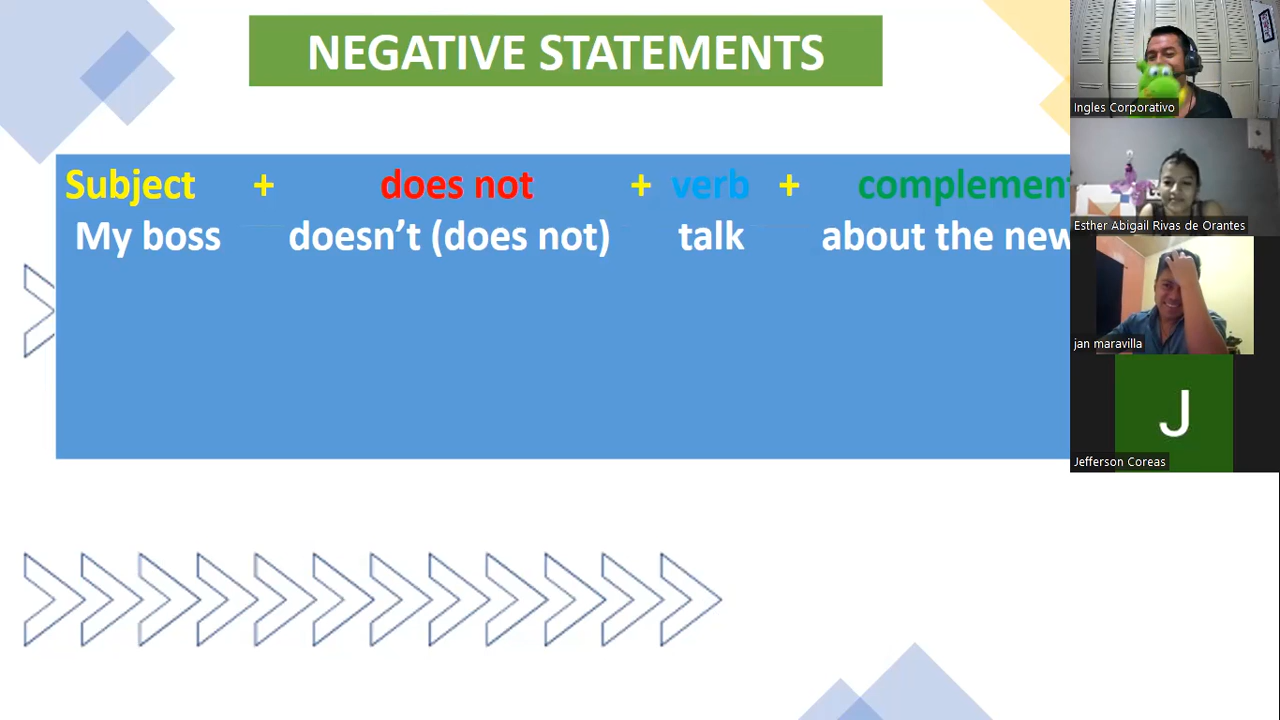 NEGATIVE STATEMENTS
Subject + does not + verb + complement
My boss doesn’t (does not) talk about the new
Ingles Corporativo
Esther Abigail Rivas de Orantes
jan maravilla
J
Jefferson Coreas